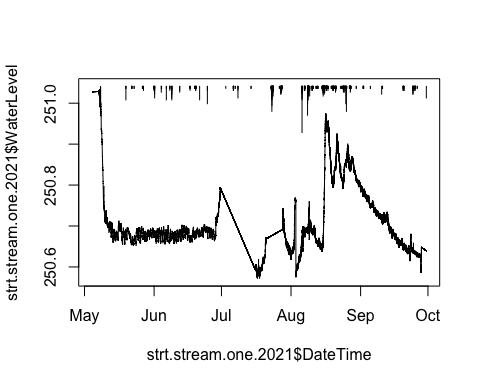 strt.stream.one.2021$WaterLevel
251.0
250.8
250.6
May Jun Jul Aug Sep Oct
strt.stream.one.2021$DateTime